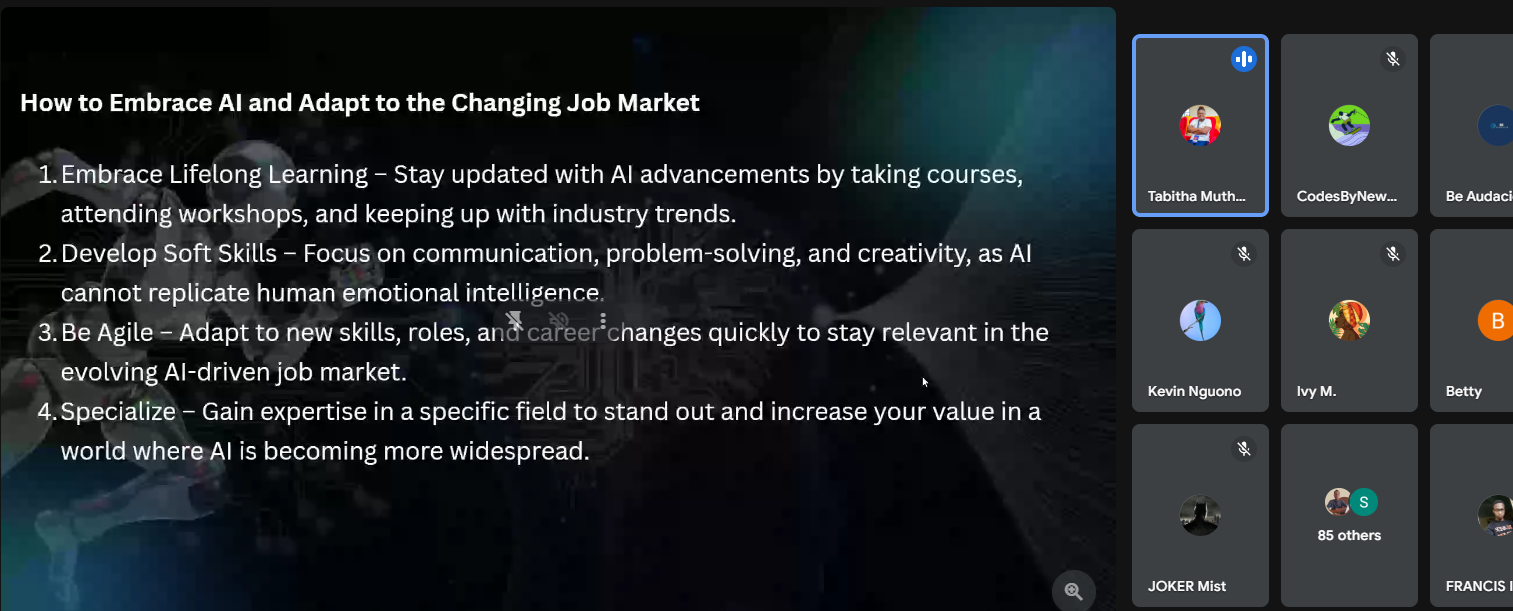 How to Embrace AI and Adapt to the Changing Job Market
1. Embrace Lifelong Learning – Stay updated with AI advancements by taking courses,
attending workshops, and keeping up with industry trends.
2. Develop Soft Skills – Focus on communication, problem-solving, and creativity, as AI
cannot replicate human emotional intelligence.
3. Be Agile – Adapt to new skills, roles, and career changes quickly to stay relevant in the
evolving AI-driven job market.
4. Specialize – Gain expertise in a specific field to stand out and increase your value in a
world where AI is becoming more widespread.
Tabitha Muth...
CodesByNew...
Be Audaci
Kevin Nguono
Ivy M.
B
Betty
JOKER Mist
S
85 others
FRANCIS